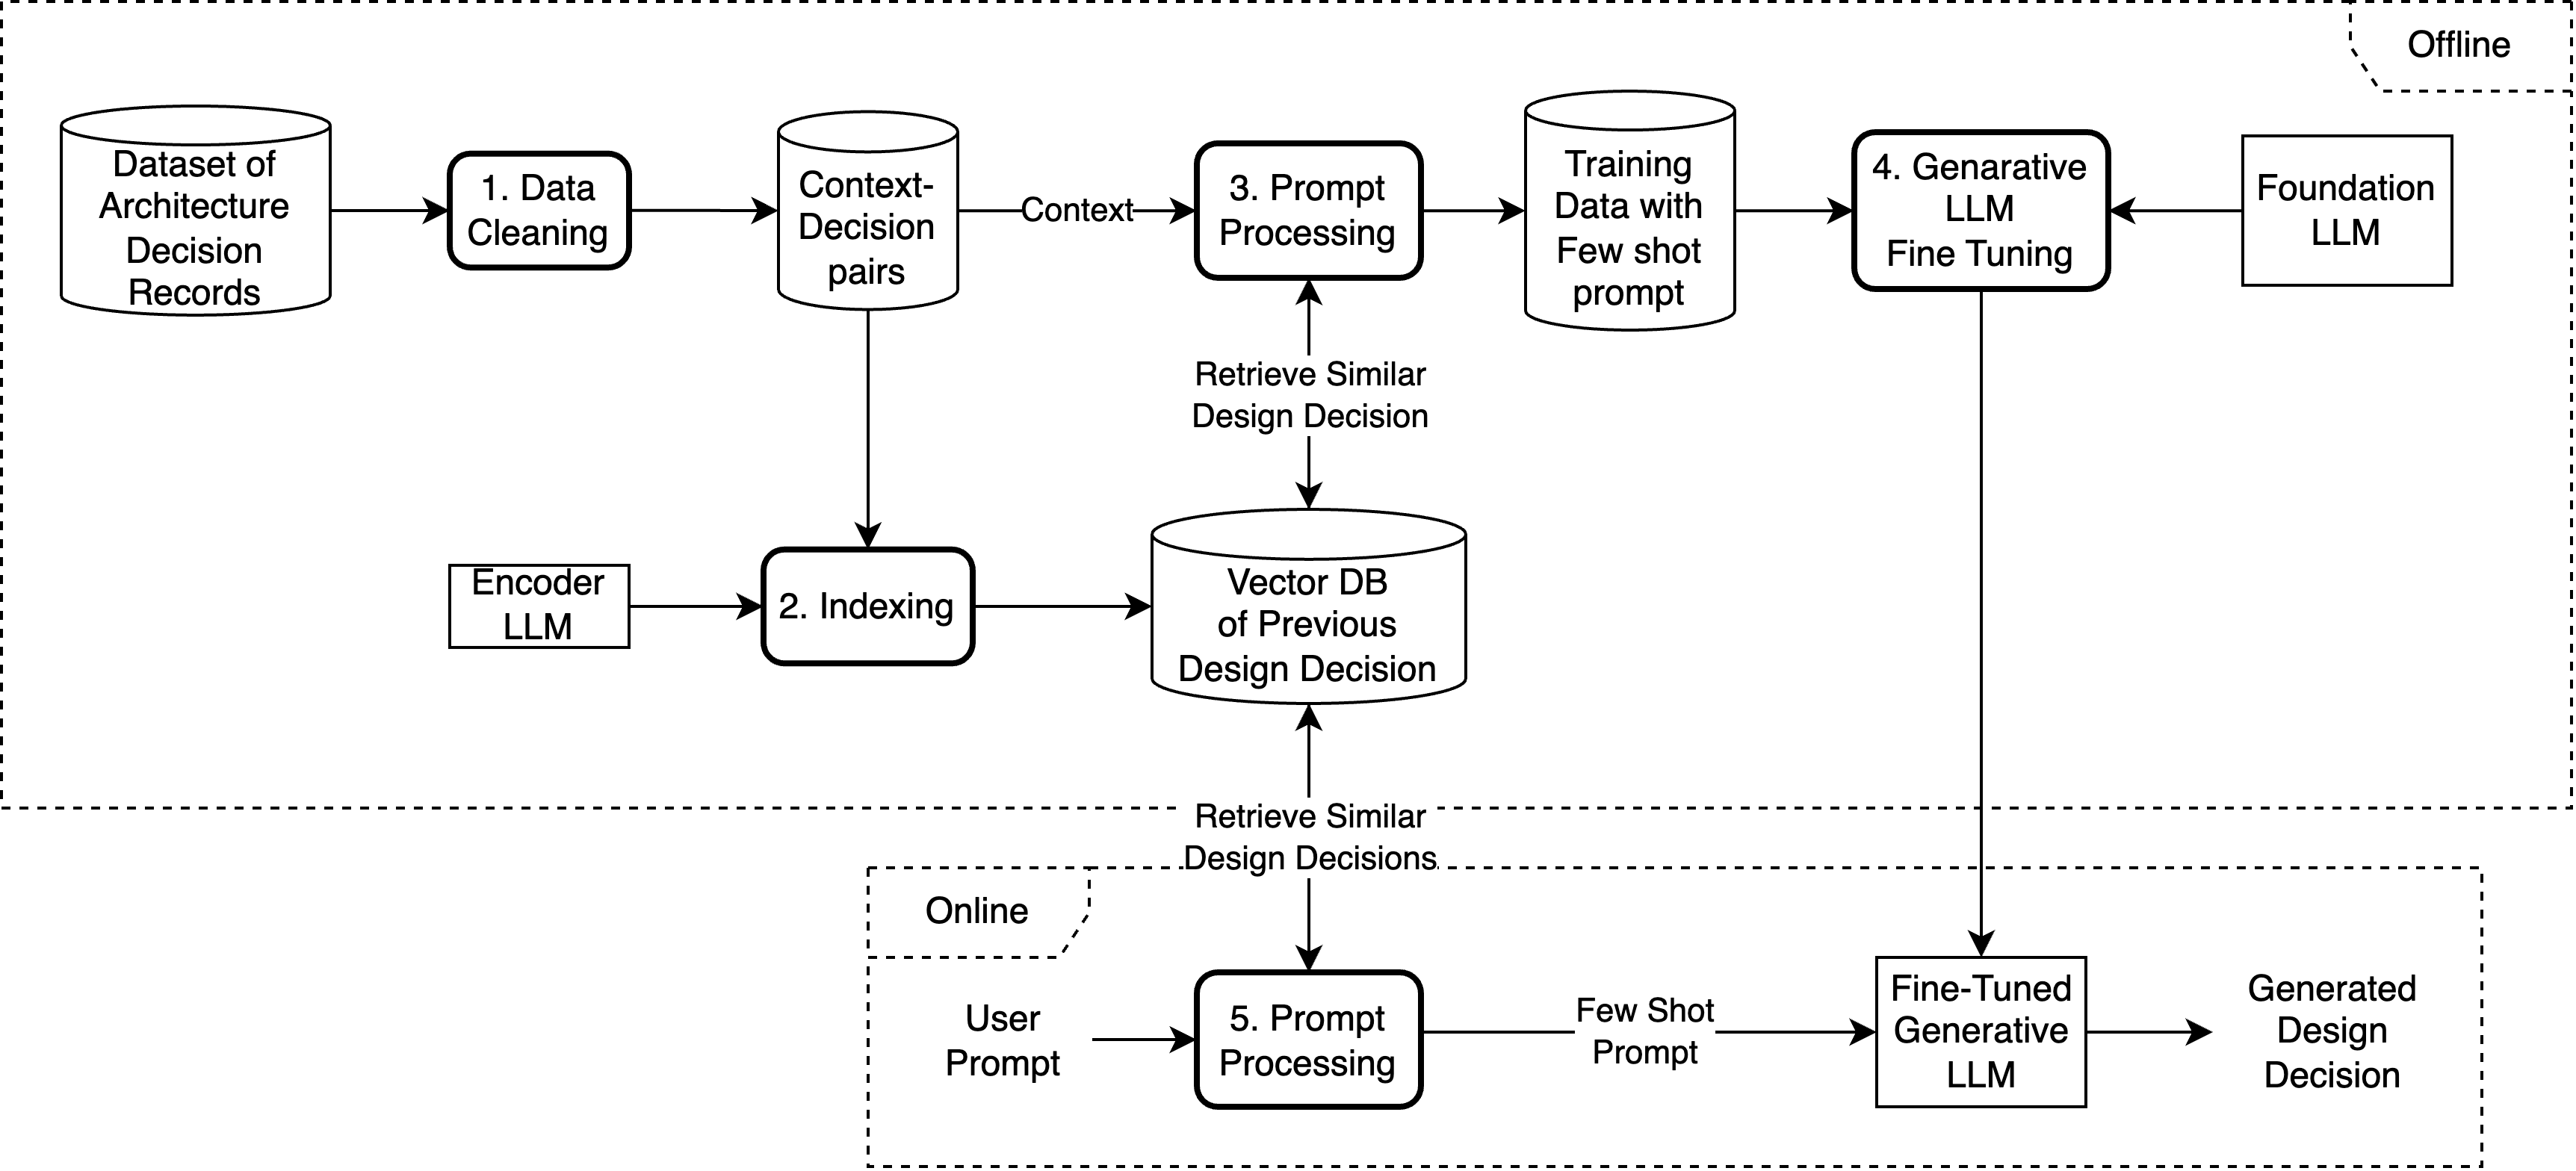 Offline
Dataset of
Architecture
Decision
Records
1. Data
Cleaning
Context-
Decision
pairs
Context
3. Prompt
Processing
Training
Data with
Few shot
prompt
4. Genarative
LLM
Fine Tuning
Foundation
LLM
Retrieve Similar
Design Decision
Encoder
LLM
2. Indexing
Vector DB
of Previous
Design Decision
Retrieve Similar
Design Decisions
Online
User
Prompt
5. Prompt
Processing
Few Shot
Prompt
Fine-Tuned
Generative
LLM
Generated
Design
Decision